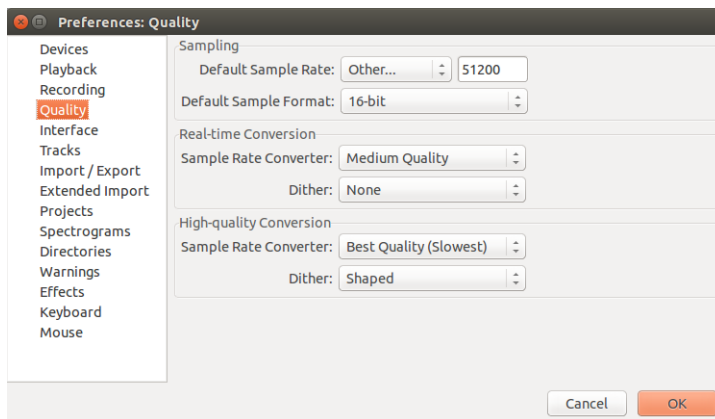 Preferences: Quality
Devices
Playback
Recording
Quality
Interface
Tracks
Import / Export
Extended Import
Projects
Spectrograms
Directories
Warnings
Effects
Keyboard
Mouse
Sampling
Default Sample Rate: Other... 51200
Default Sample Format: 16-bit
Real-time Conversion
Sample Rate Converter: Medium Quality
Dither: None
High-quality Conversion
Sample Rate Converter: Best Quality (Slowest)
Dither: Shaped
Cancel OK